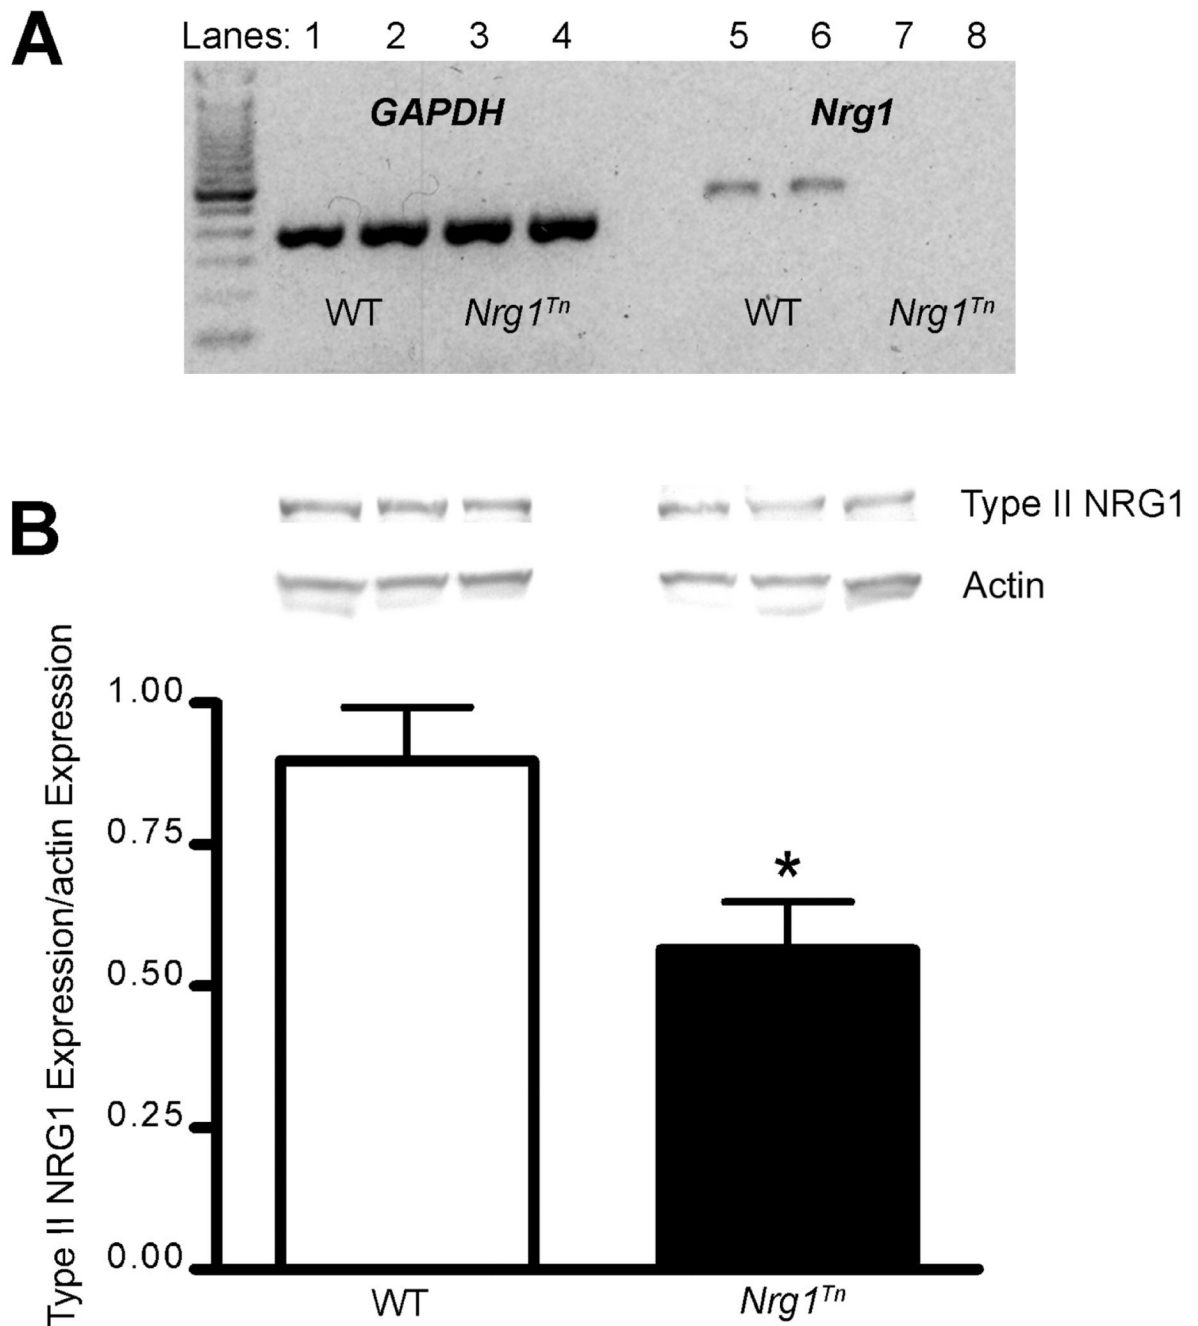 A
Lanes: 1 2 3 4 5 6 7 8
GAPDH Nrg1
WT Nrg1Tn WT Nrg1Tn
B
Type II NRG1
Actin
Type II NRG1 Expression/actin Expression
1.00
0.75
0.50
0.25
0.00
*
WT Nrg1Tn